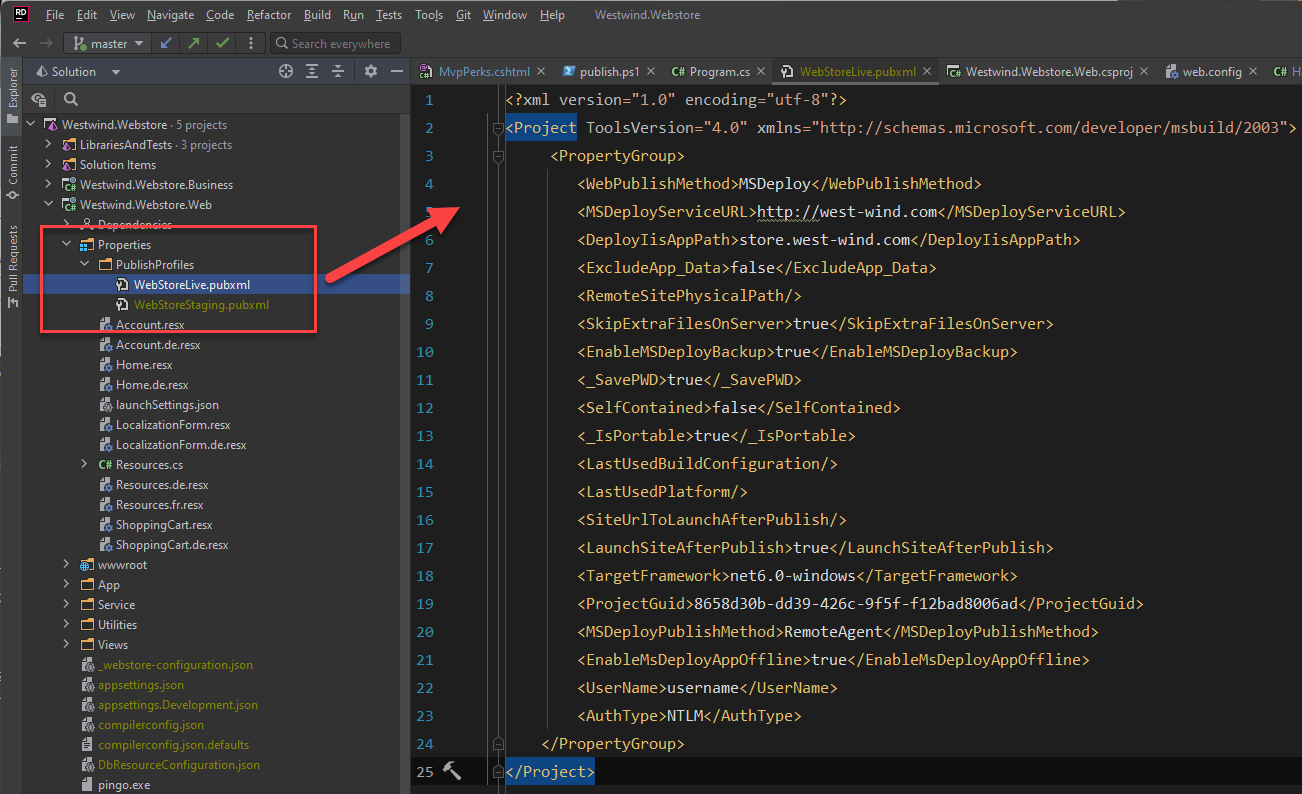 RD File Edit View Navigate Code Refactor Build Run Tests Tools Git Window Help Westwind.Webstore
master Search everywhere
Explorer
Commit
Pull Requests
Solution
MvpPerks.cshtml publish.ps1 C# Program.cs WebStoreLive.pubxml Westwind.Webstore.Web.csproj web.config C# H
Westwind.Webstore · 5 projects
LibrariesAndTests · 3 projects
Solution Items
Westwind.Webstore.Business
Westwind.Webstore.Web
Dependencies
Properties
PublishProfiles
WebStoreLive.pubxml
WebStoreStaging.pubxml
Account.resx
Account.de.resx
Home.resx
Home.de.resx
launchSettings.json
LocalizationForm.resx
LocalizationForm.de.resx
C# Resources.cs
Resources.de.resx
Resources.fr.resx
ShoppingCart.resx
ShoppingCart.de.resx
wwwroot
App
Service
Utilities
Views
_webstore-configuration.json
appsettings.json
appsettings.Development.json
compilerconfig.json
compilerconfig.json.defaults
DbResourceConfiguration.json
pingo.exe
1 <?xml version="1.0" encoding="utf-8"?>
2 <Project ToolsVersion="4.0" xmlns="http://schemas.microsoft.com/developer/msbuild/2003">
3 <PropertyGroup>
4 <WebPublishMethod>MSDeploy</WebPublishMethod>
5 <MSDeployServiceURL>http://west-wind.com</MSDeployServiceURL>
6 <DeployIisAppPath>store.west-wind.com</DeployIisAppPath>
7 <ExcludeApp_Data>false</ExcludeApp_Data>
8 <RemoteSitePhysicalPath/>
9 <SkipExtraFilesOnServer>true</SkipExtraFilesOnServer>
10 <EnableMSDeployBackup>true</EnableMSDeployBackup>
11 <_SavePWD>true</_SavePWD>
12 <SelfContained>false</SelfContained>
13 <_IsPortable>true</_IsPortable>
14 <LastUsedBuildConfiguration/>
15 <LastUsedPlatform/>
16 <SiteUrlToLaunchAfterPublish/>
17 <LaunchSiteAfterPublish>true</LaunchSiteAfterPublish>
18 <TargetFramework>net6.0-windows</TargetFramework>
19 <ProjectGuid>8658d30b-dd39-426c-9f5f-f12bad8006ad</ProjectGuid>
20 <MSDeployPublishMethod>RemoteAgent</MSDeployPublishMethod>
21 <EnableMsDeployAppOffline>true</EnableMsDeployAppOffline>
22 <UserName>username</UserName>
23 <AuthType>NTLM</AuthType>
24 </PropertyGroup>
25 </Project>